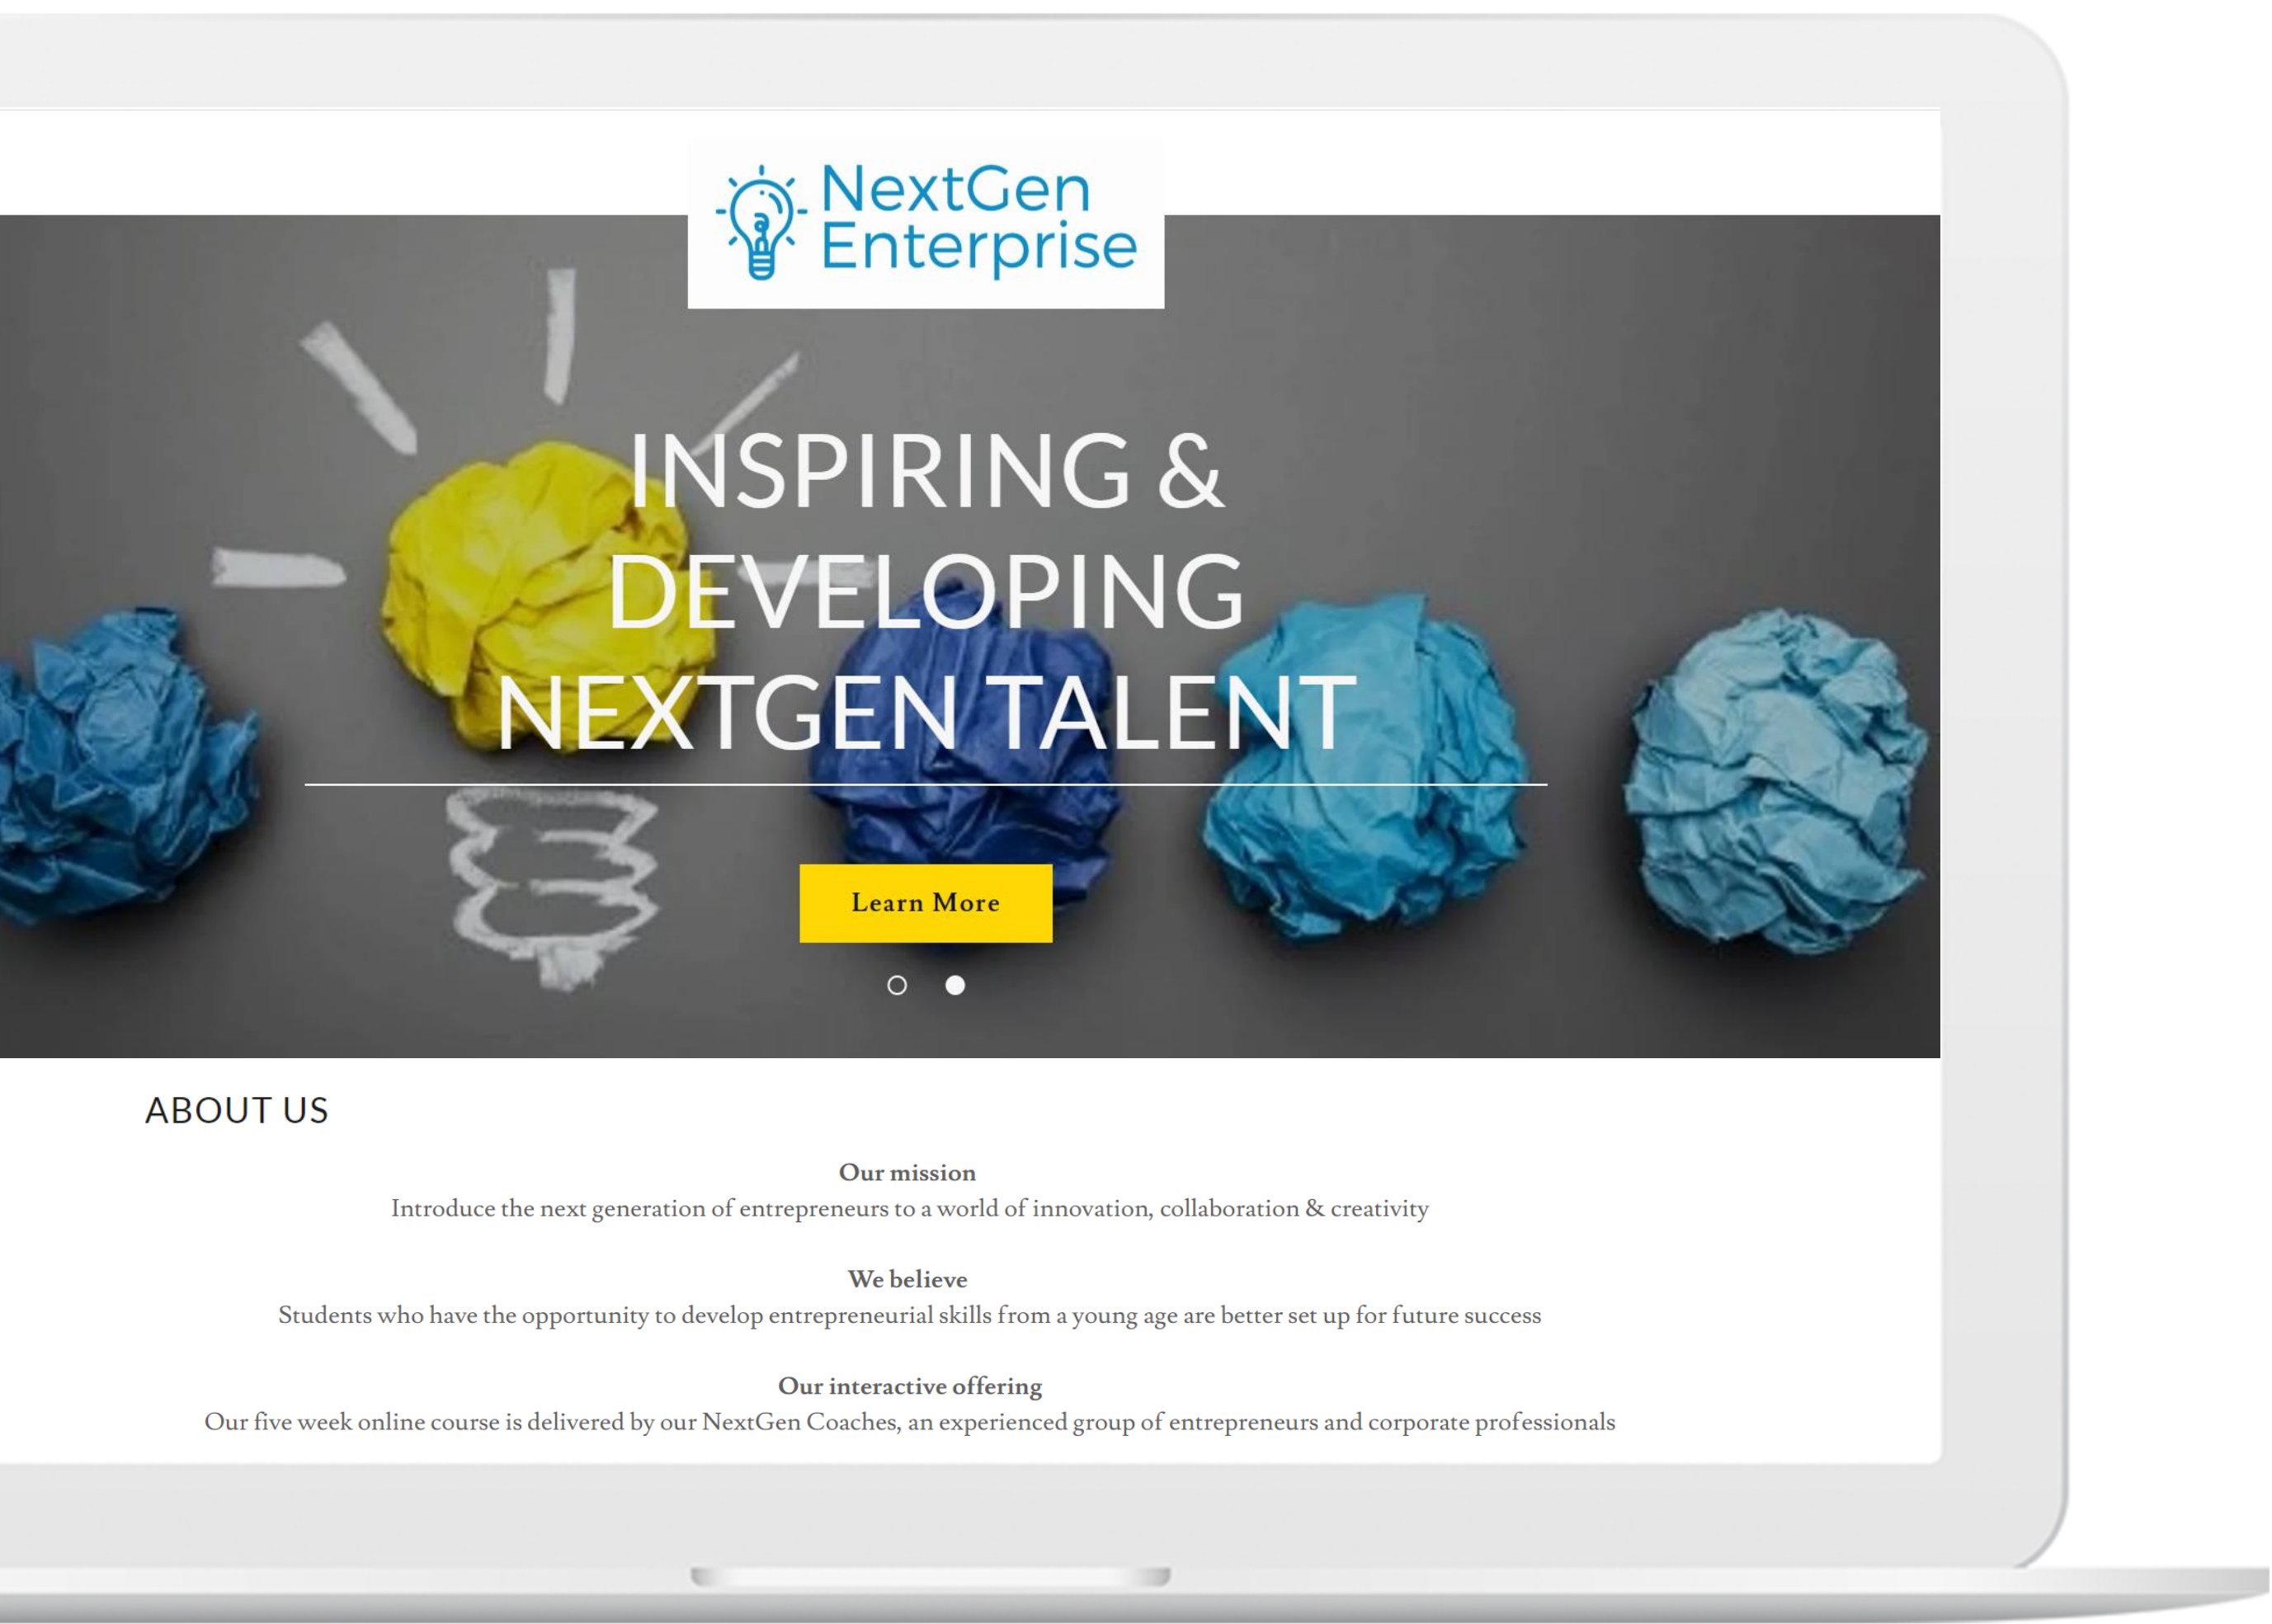 NextGen
Enterprise
INSPIRING &
DEVELOPING
NEXTGEN TALENT
Learn More
ABOUT US
Our mission
Introduce the next generation of entrepreneurs to a world of innovation, collaboration & creativity
We believe
Students who have the opportunity to develop entrepreneurial skills from a young age are better set up for future success
Our interactive offering
Our five week online course is delivered by our NextGen Coaches, an experienced group of entrepreneurs and corporate professionals